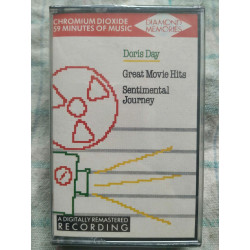 CHROMIUM DIOXIDE
59 MINUTES OF MUSIC
DIAMOND
MEMORIES
Doris Day
Great Movie Hits
Sentimental
Journey
A DIGITALLY REMASTERED
RECORDING